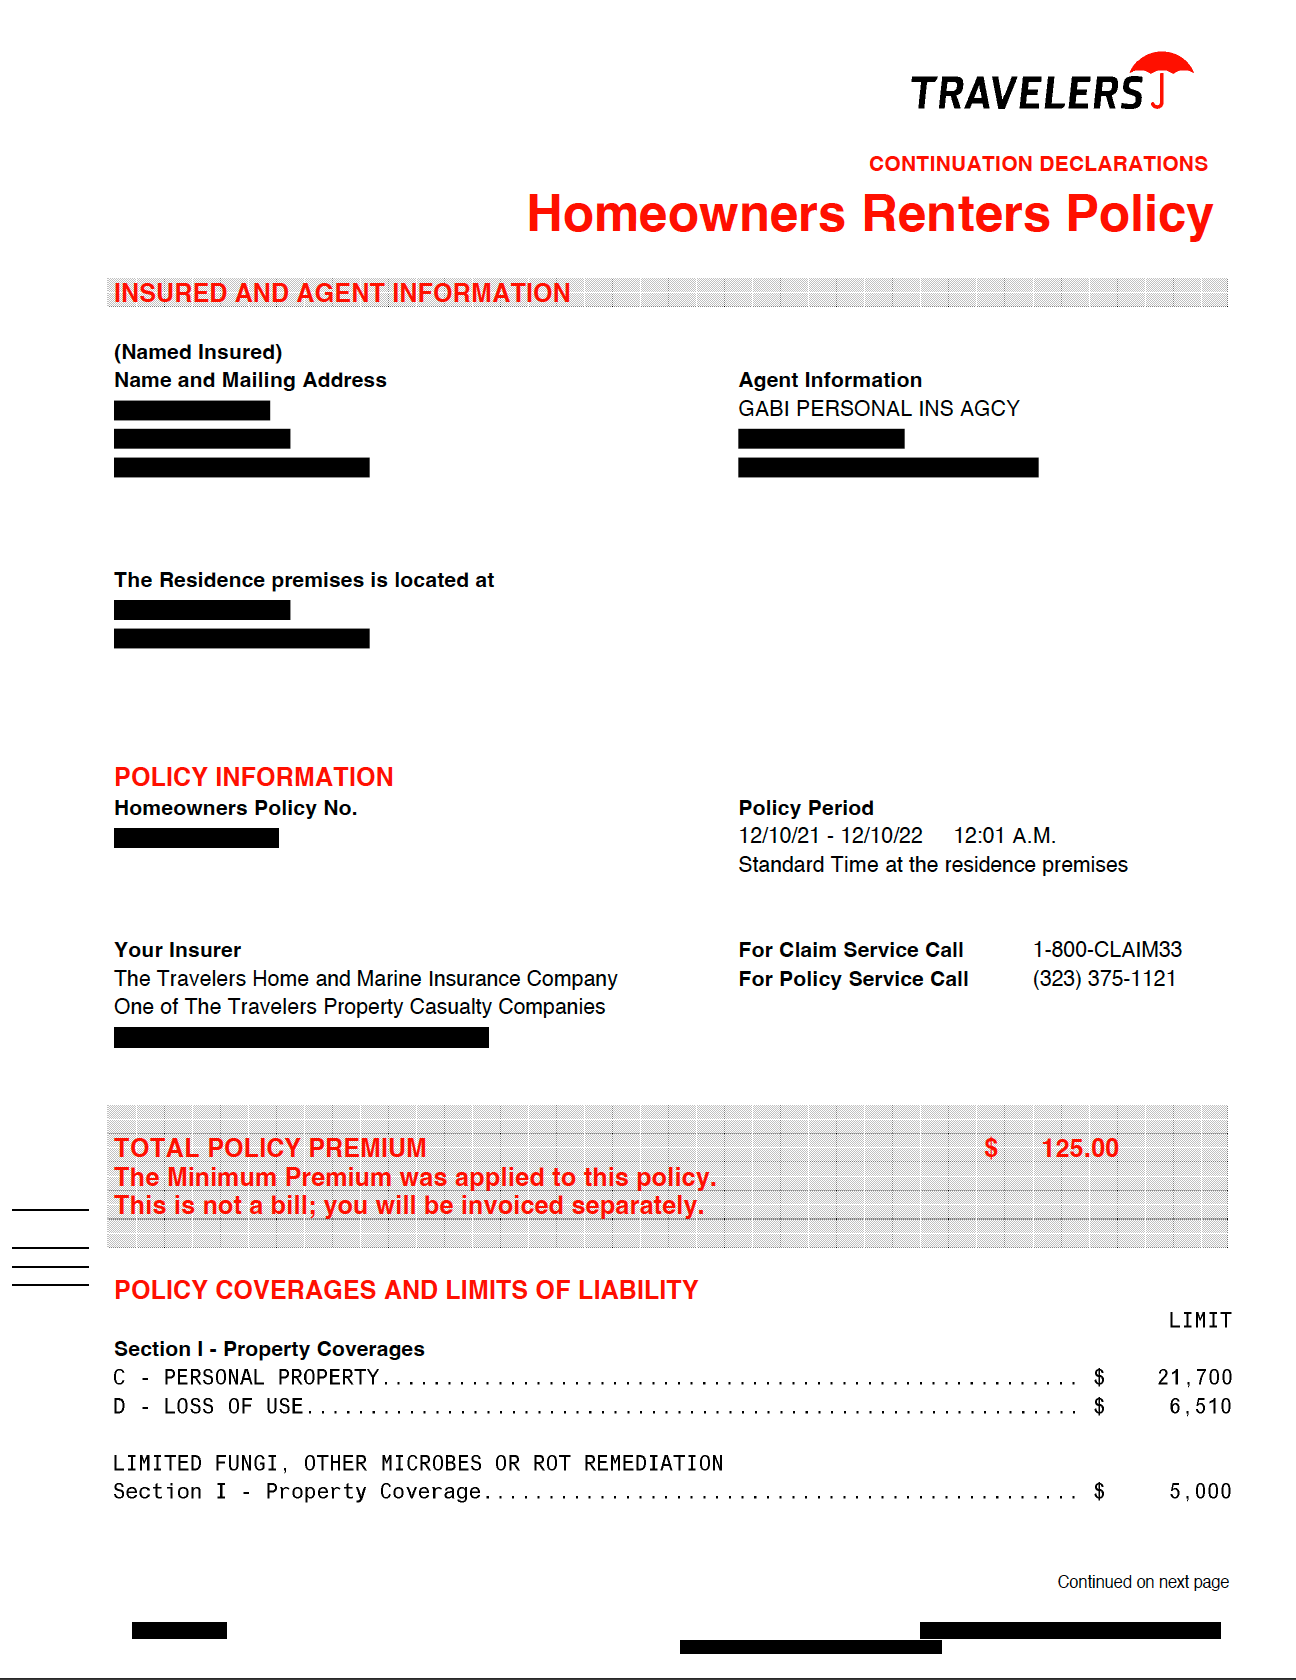 TRAVELERS
CONTINUATION DECLARATIONS
Homeowners Renters Policy
INSURED AND AGENT INFORMATION
(Named Insured)
Name and Mailing Address
Agent Information
GABI PERSONAL INS AGCY
The Residence premises is located at
POLICY INFORMATION
Homeowners Policy No.
Policy Period
12/10/21 - 12/10/22 12:01 A.M.
Standard Time at the residence premises
Your Insurer
The Travelers Home and Marine Insurance Company
One of The Travelers Property Casualty Companies
For Claim Service Call 1-800-CLAIM33
For Policy Service Call (323) 375-1121
TOTAL POLICY PREMIUM $ 125.00
The Minimum Premium was applied to this policy.
This is not a bill; you will be invoiced separately.
POLICY COVERAGES AND LIMITS OF LIABILITY
LIMIT
Section I - Property Coverages
C - PERSONAL PROPERTY....................................................... $ 21,700
D - LOSS OF USE............................................................. $ 6,510
LIMITED FUNGI, OTHER MICROBES OR ROT REMEDIATION
Section I - Property Coverage............................................... $ 5,000
Continued on next page